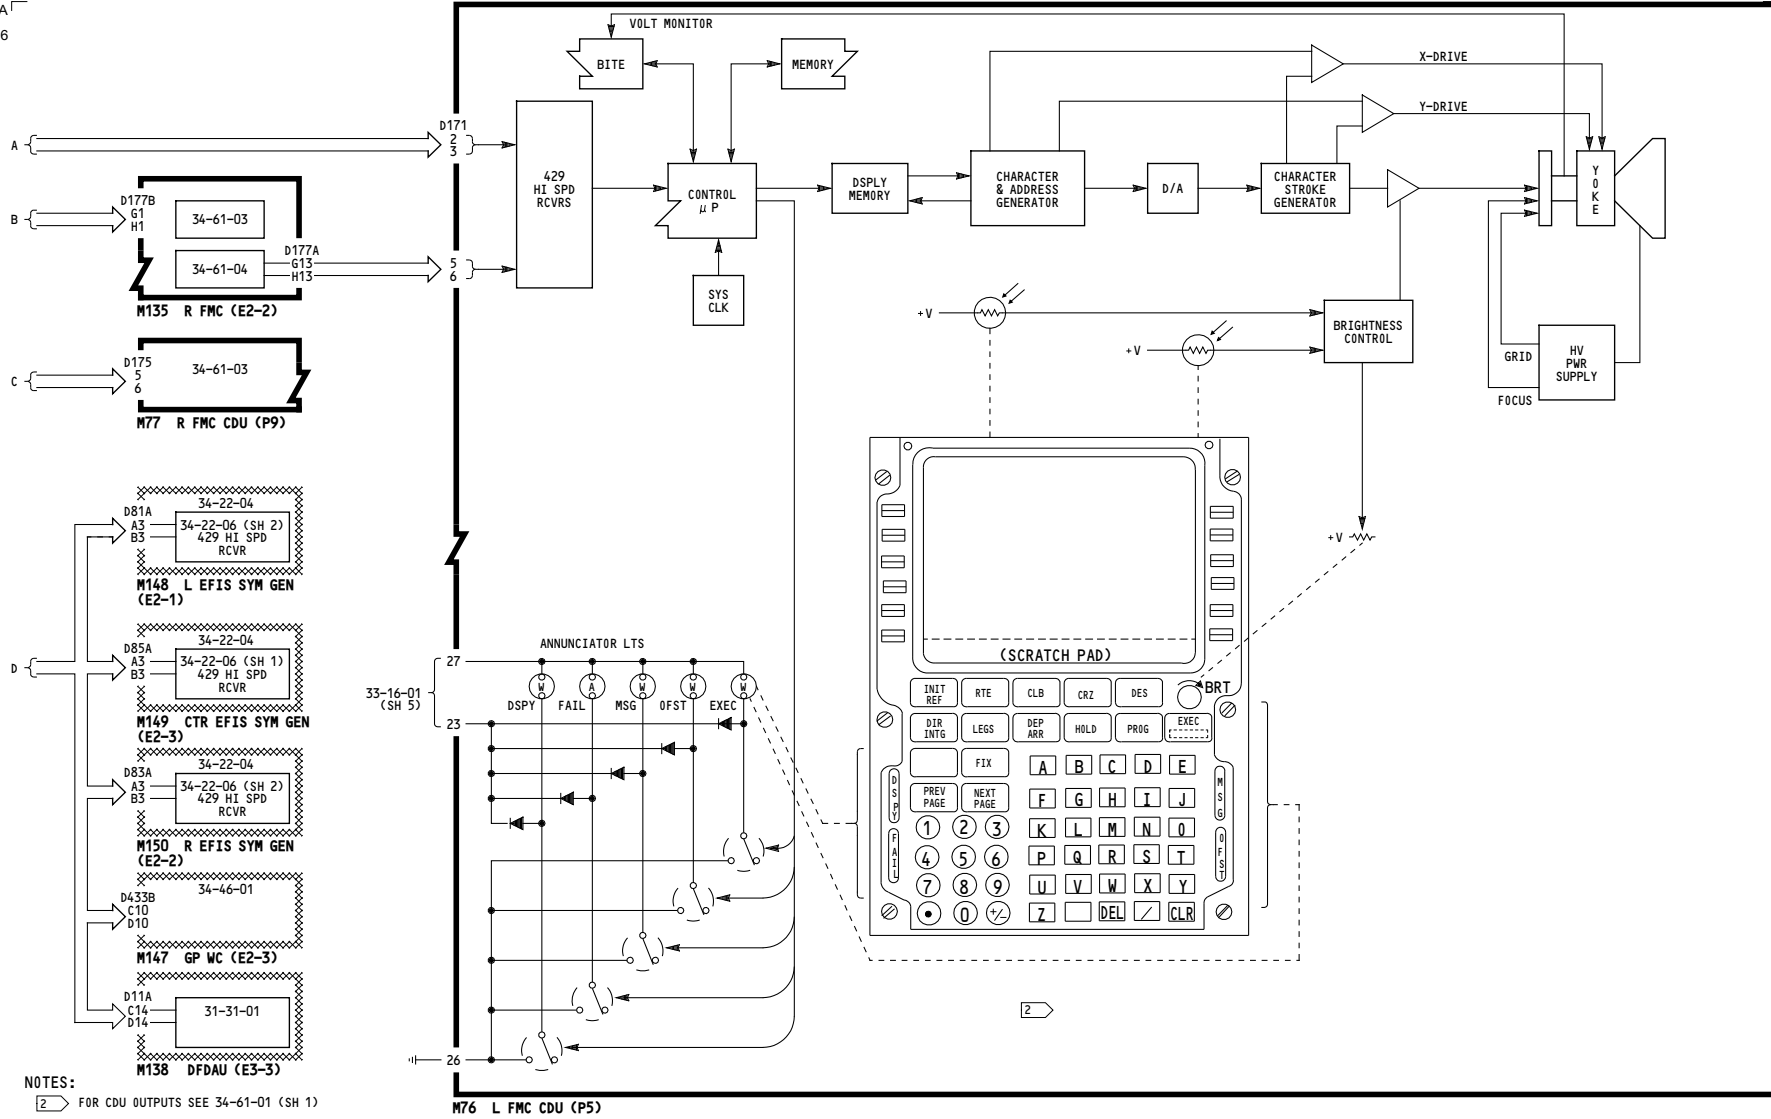 A
6
VOLT MONITOR
BITE
MEMORY
X-DRIVE
Y-DRIVE
A
D171
2
3
429
HI SPD
RCVRS
CONTROL
μ P
DSPLY
MEMORY
CHARACTER
& ADDRESS
GENERATOR
D/A
CHARACTER
STROKE
GENERATOR
Y
O
K
E
B
D177B
G1
H1
34-61-03
34-61-04
D177A
G13
H13
5
6
M135 R FMC (E2-2)
SYS
CLK
+V
+V
BRIGHTNESS
CONTROL
GRID
FOCUS
HV
PWR
SUPPLY
C
D175
5
6
34-61-03
M77 R FMC CDU (P9)
34-22-04
D81A
A3
B3
34-22-06 (SH 2)
429 HI SPD
RCVR
M148 L EFIS SYM GEN
(E2-1)
+V
D
34-22-04
D85A
A3
B3
34-22-06 (SH 1)
429 HI SPD
RCVR
M149 CTR EFIS SYM GEN
(E2-3)
34-22-04
D83A
A3
B3
34-22-06 (SH 2)
429 HI SPD
RCVR
M150 R EFIS SYM GEN
(E2-2)
34-46-01
D433B
C10
D10
M147 GP WC (E2-3)
D11A
C14
D14
31-31-01
M138 DFDAU (E3-3)
33-16-01
(SH 5)
27
23
26
ANNUNCIATOR LTS
W A W W W
DSPY FAIL MSG OFST EXEC
(SCRATCH PAD)
INIT
REF
RTE
CLB
CRZ
DES
BRT
DIR
INTG
LEGS
DEP
ARR
HOLD
PROG
EXEC
FIX
PREV
PAGE
NEXT
PAGE
A B C D E
F G H I J
K L M N O
P Q R S T
U V W X Y
Z DEL / CLR
1 2 3
4 5 6
7 8 9
• 0 +/-
DSPY
FAIL
MSG
OFST
2
NOTES:
2 FOR CDU OUTPUTS SEE 34-61-01 (SH 1)
M76 L FMC CDU (P5)